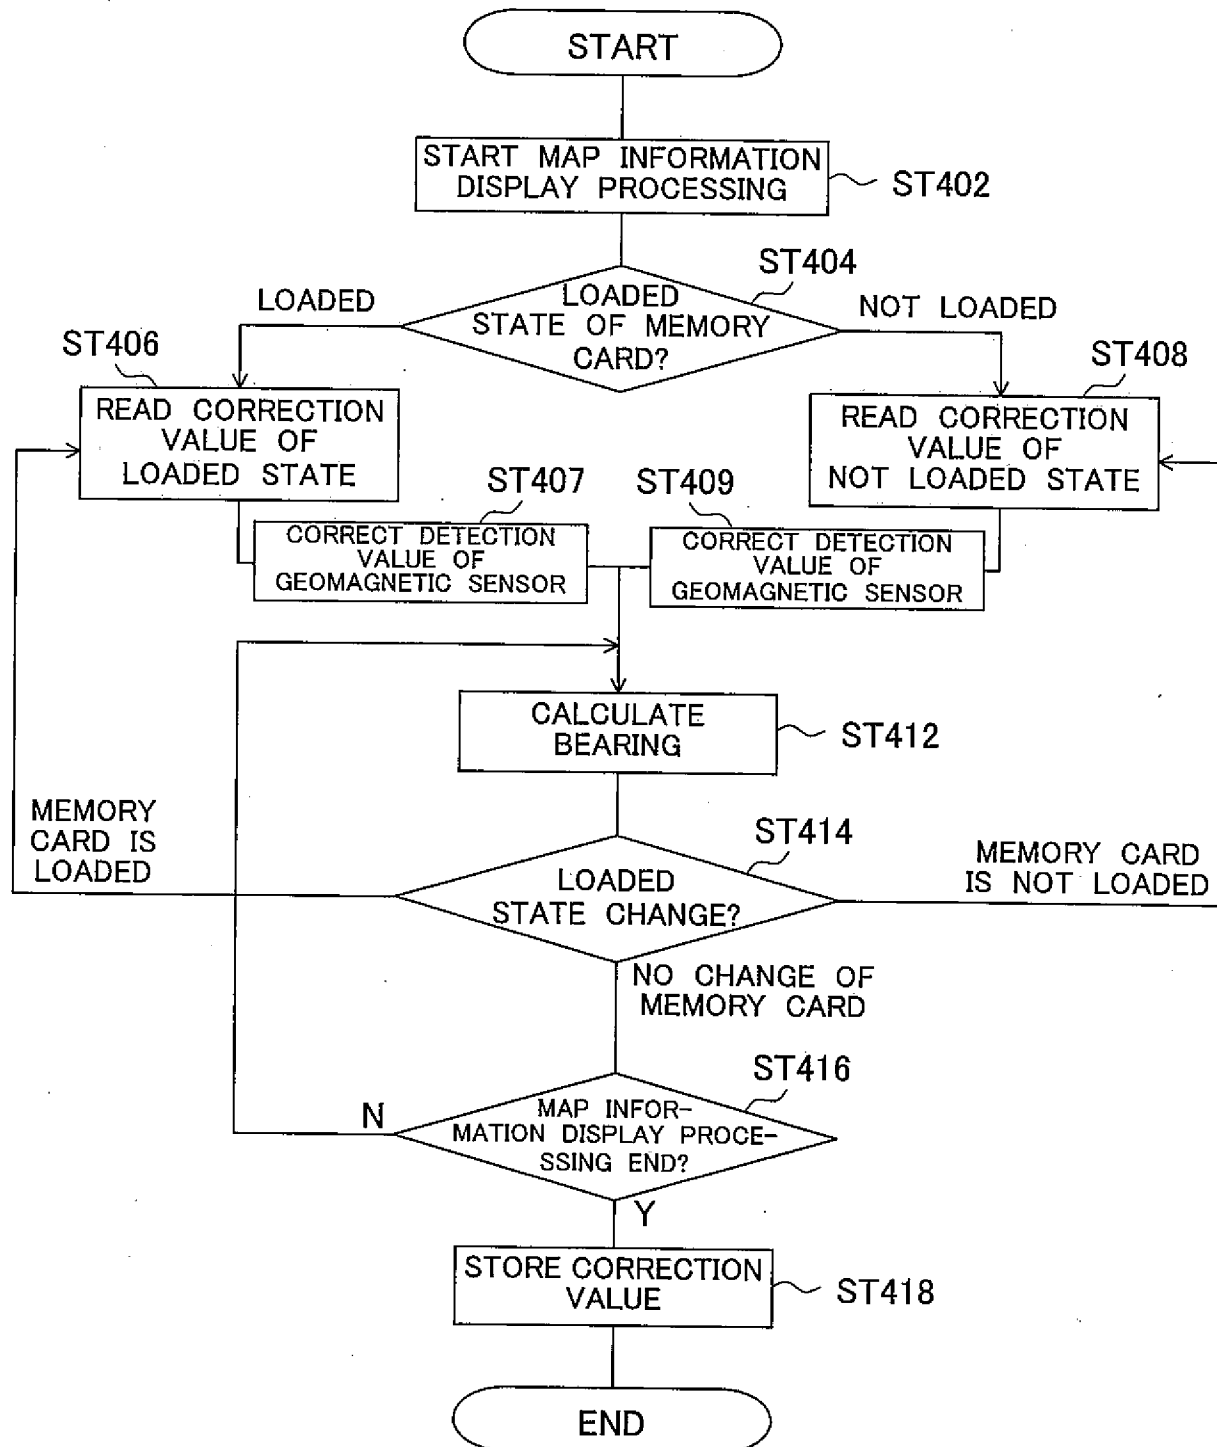 START
START MAP INFORMATION
DISPLAY PROCESSING
ST402
ST404
LOADED
STATE OF MEMORY
CARD?
LOADED
NOT LOADED
ST406
READ CORRECTION
VALUE OF
LOADED STATE
ST408
READ CORRECTION
VALUE OF
NOT LOADED STATE
ST407
CORRECT DETECTION
VALUE OF
GEOMAGNETIC SENSOR
ST409
CORRECT DETECTION
VALUE OF
GEOMAGNETIC SENSOR
CALCULATE
BEARING
ST412
MEMORY
CARD IS
LOADED
ST414
LOADED
STATE CHANGE?
MEMORY CARD
IS NOT LOADED
NO CHANGE OF
MEMORY CARD
ST416
N
MAP INFOR-
MATION DISPLAY PROCE-
SSING END?
Y
STORE CORRECTION
VALUE
ST418
END